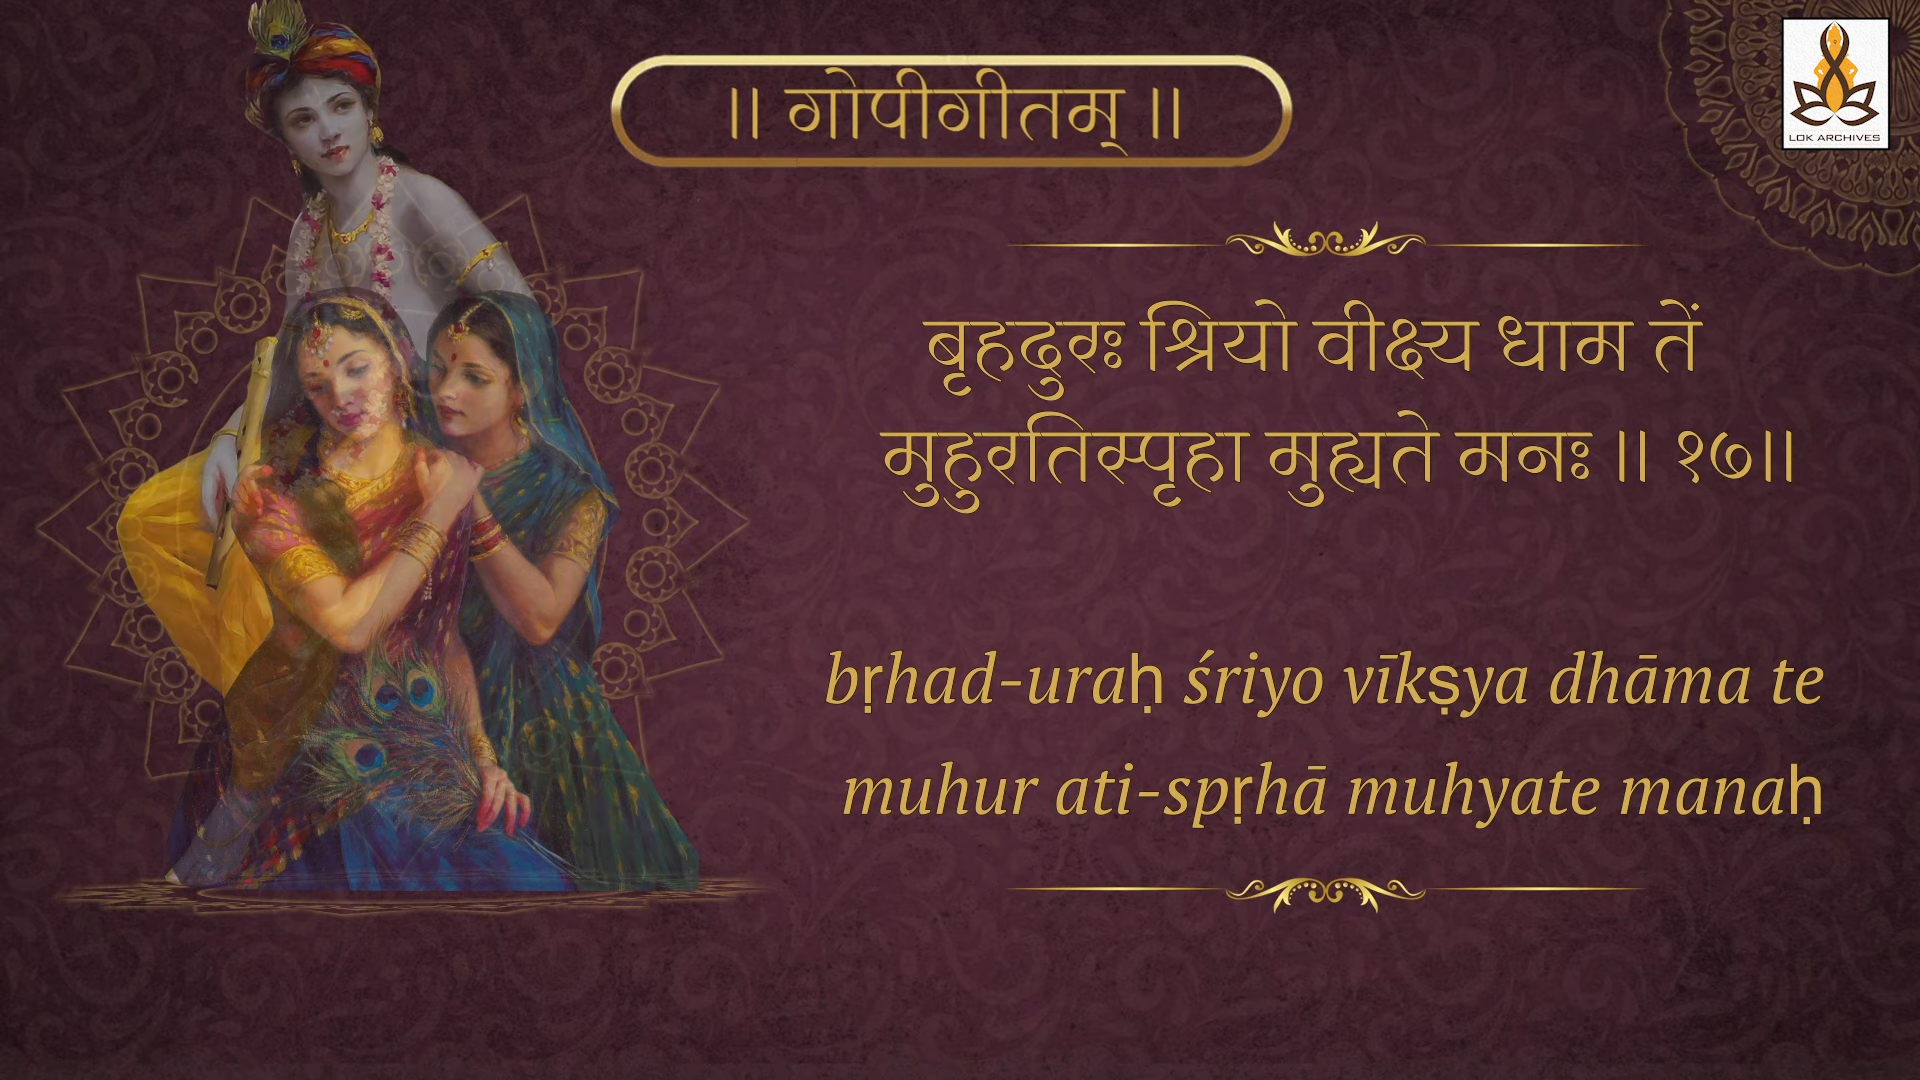 ॥ गोपीगीतम् ॥
LOK ARCHIVES
बृहदुरः श्रियो वीक्ष्य धाम तें
मुहुरतिस्पृहा मुह्यते मनः ॥ १७॥
bṛhad-uraḥ śriyo vīkṣya dhāma te
muhur ati-spṛhā muhyate manaḥ